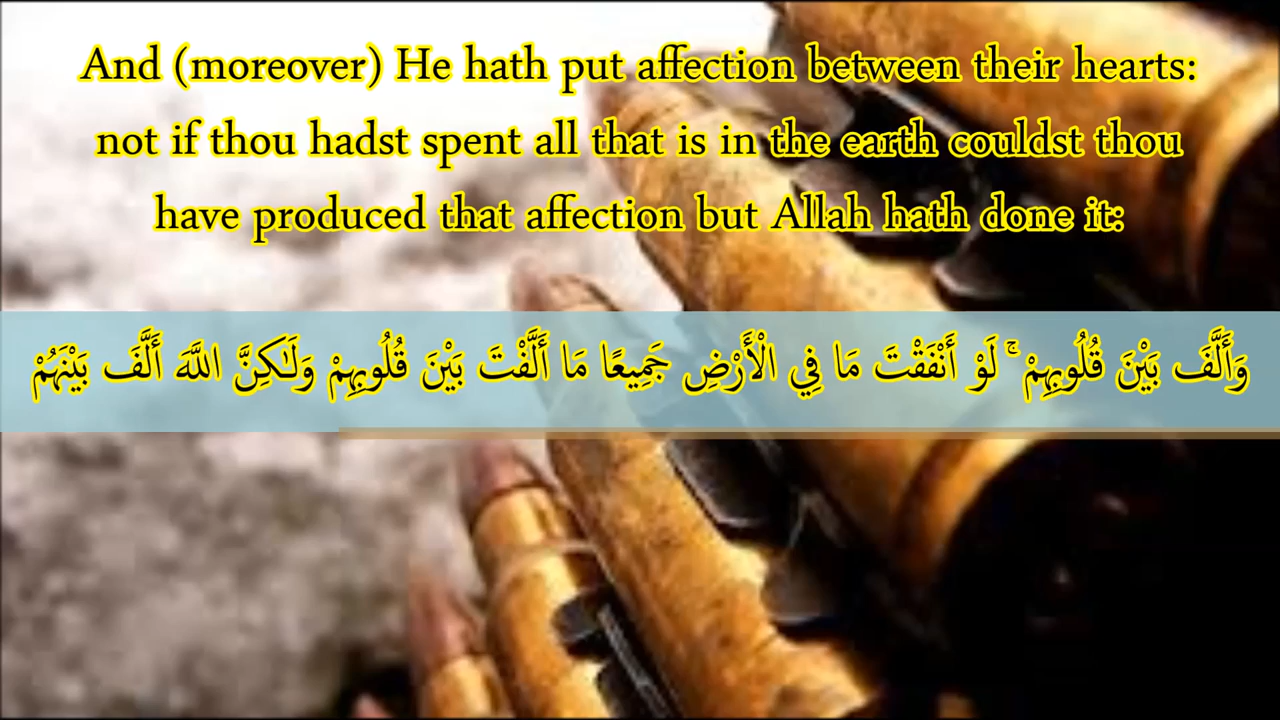 And (moreover) He hath put affection between their hearts:
not if thou hadst spent all that is in the earth couldst thou
have produced that affection but Allah hath done it:
وَأَلَّفَ بَيْنَ قُلُوبِهِمْ ۚ لَوْ أَنْفَقْتَ مَا فِي الْأَرْضِ جَمِيعًا مَا أَلَّفْتَ بَيْنَ قُلُوبِهِمْ وَلَٰكِنَّ اللَّهَ أَلَّفَ بَيْنَهُمْ